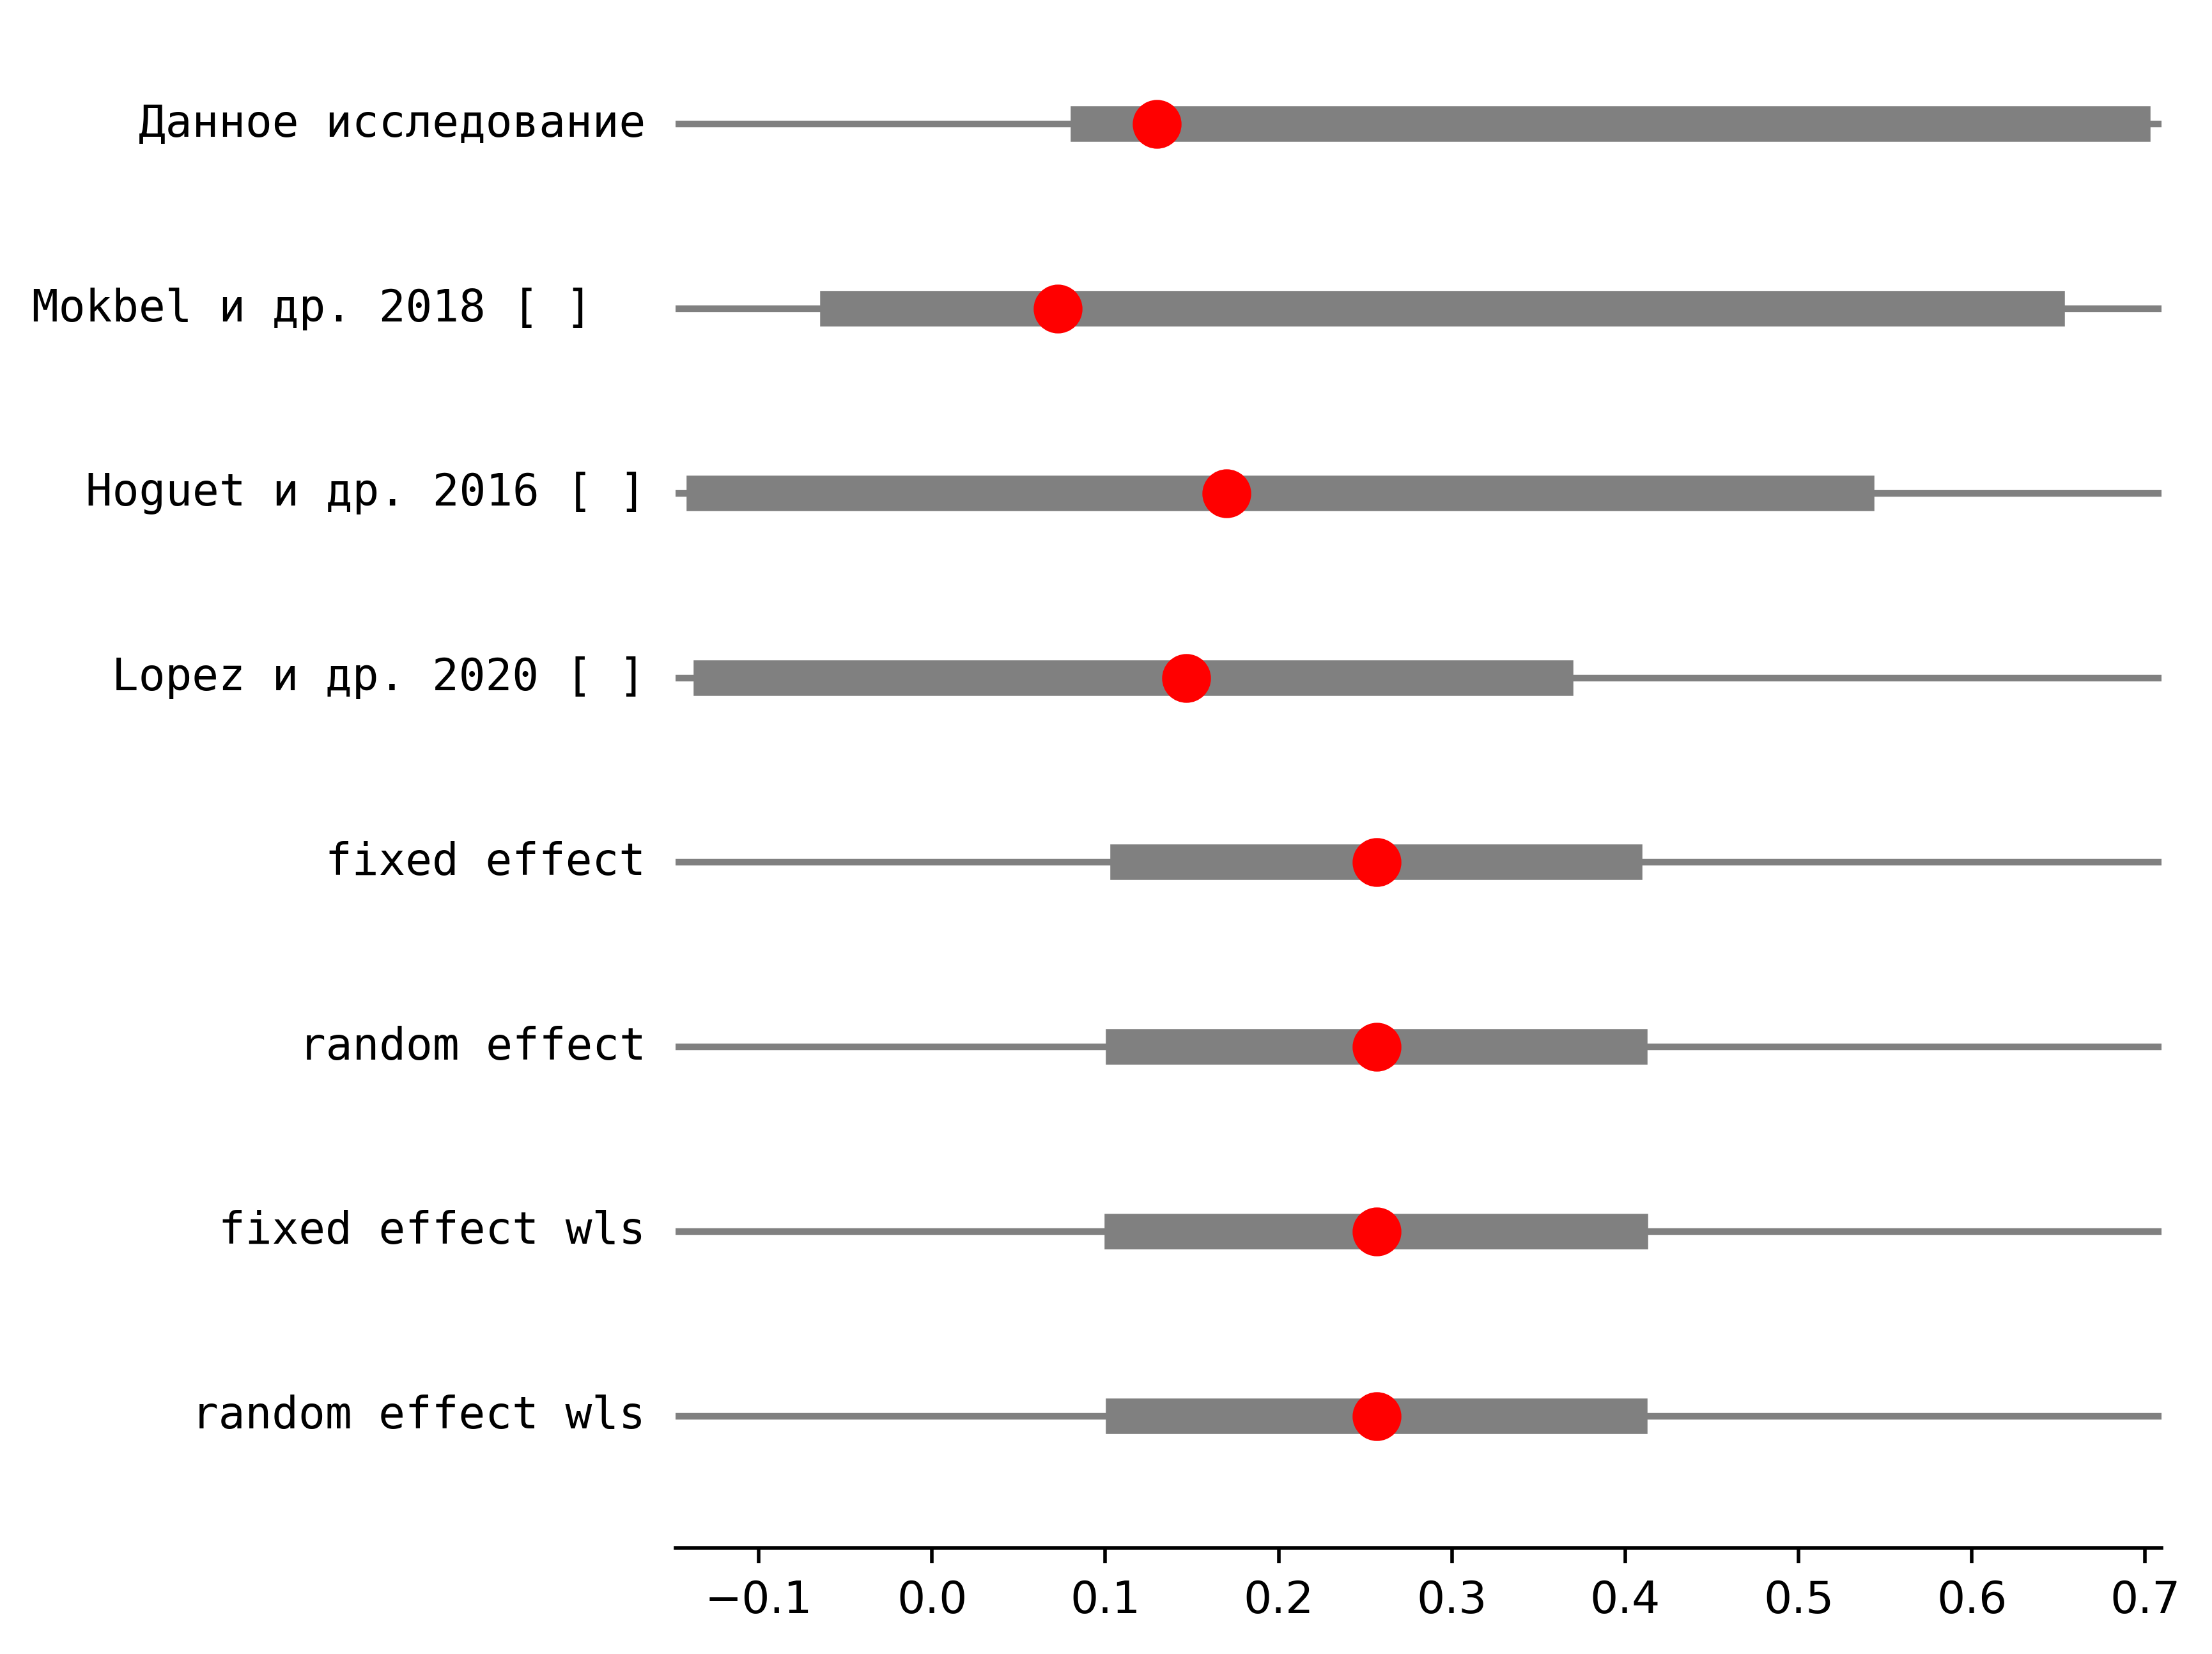 Данное исследование
Mokbel и др. 2018 [ ]
Hoguet и др. 2016 [ ]
Lopez и др. 2020 [ ]
fixed effect
random effect
fixed effect wls
random effect wls
−0.1 0.0 0.1 0.2 0.3 0.4 0.5 0.6 0.7